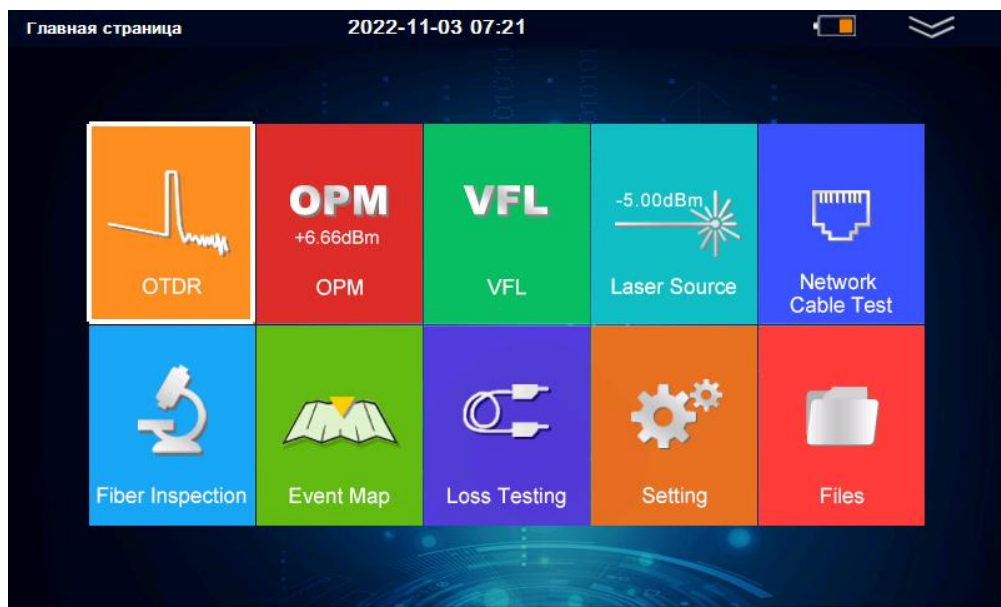 Главная страница
2022-11-03 07:21
OTDR
OPM
+6.66dBm
OPM
VFL
VFL
-5.00dBm
Laser Source
Network
Cable Test
Fiber Inspection
Event Map
Loss Testing
Setting
Files